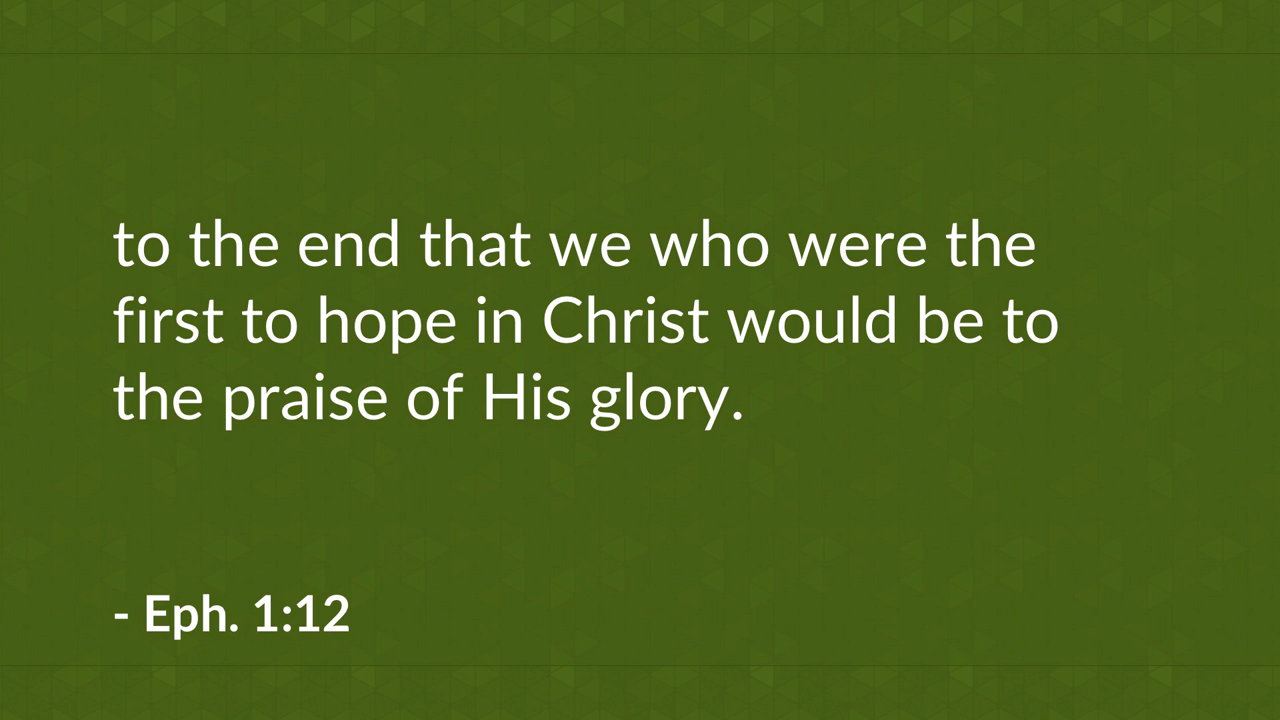 to the end that we who were the
first to hope in Christ would be to
the praise of His glory.
- Eph. 1:12